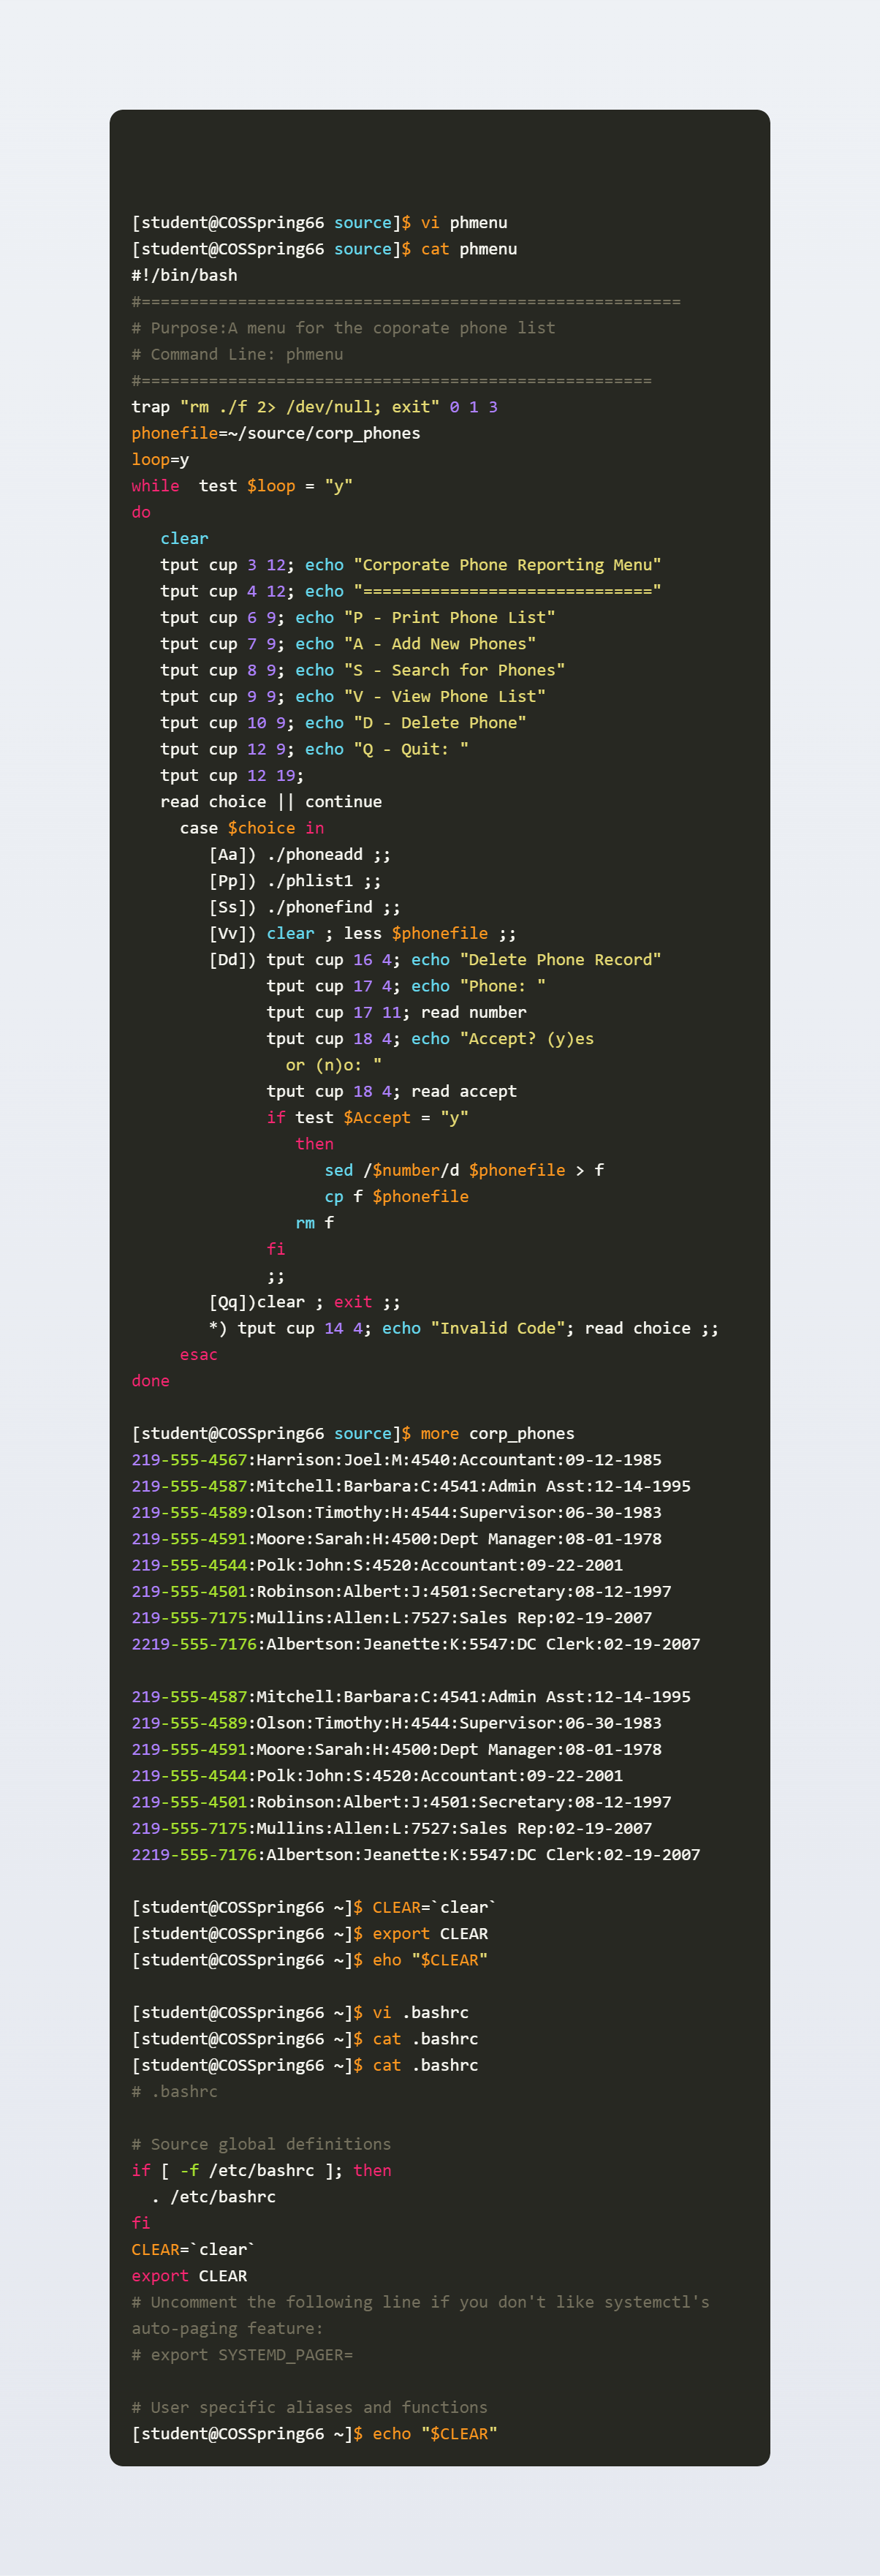 [student@COSSpring66 source]$ vi phmenu
[student@COSSpring66 source]$ cat phmenu
#!/bin/bash
#========================================================
# Purpose:A menu for the coporate phone list
# Command Line: phmenu
#=====================================================
trap "rm ./f 2> /dev/null; exit" 0 1 3
phonefile=~/source/corp_phones
loop=y
while  test $loop = "y"
do
   clear
   tput cup 3 12; echo "Corporate Phone Reporting Menu"
   tput cup 4 12; echo "=============================="
   tput cup 6 9; echo "P - Print Phone List"
   tput cup 7 9; echo "A - Add New Phones"
   tput cup 8 9; echo "S - Search for Phones"
   tput cup 9 9; echo "V - View Phone List"
   tput cup 10 9; echo "D - Delete Phone"
   tput cup 12 9; echo "Q - Quit: "
   tput cup 12 19;
   read choice || continue
     case $choice in
        [Aa]) ./phoneadd ;;
        [Pp]) ./phlist1 ;;
        [Ss]) ./phonefind ;;
        [Vv]) clear ; less $phonefile ;;
        [Dd]) tput cup 16 4; echo "Delete Phone Record"
              tput cup 17 4; echo "Phone: "
              tput cup 17 11; read number
              tput cup 18 4; echo "Accept? (y)es
                or (n)o: "
              tput cup 18 4; read accept
              if test $Accept = "y"
                 then
                    sed /$number/d $phonefile > f
                    cp f $phonefile
                 rm f
              fi
              ;;
        [Qq])clear ; exit ;;
        *) tput cup 14 4; echo "Invalid Code"; read choice ;;
     esac
done
[student@COSSpring66 source]$ more corp_phones
219-555-4567:Harrison:Joel:M:4540:Accountant:09-12-1985
219-555-4587:Mitchell:Barbara:C:4541:Admin Asst:12-14-1995
219-555-4589:Olson:Timothy:H:4544:Supervisor:06-30-1983
219-555-4591:Moore:Sarah:H:4500:Dept Manager:08-01-1978
219-555-4544:Polk:John:S:4520:Accountant:09-22-2001
219-555-4501:Robinson:Albert:J:4501:Secretary:08-12-1997
219-555-7175:Mullins:Allen:L:7527:Sales Rep:02-19-2007
2219-555-7176:Albertson:Jeanette:K:5547:DC Clerk:02-19-2007
219-555-4587:Mitchell:Barbara:C:4541:Admin Asst:12-14-1995
219-555-4589:Olson:Timothy:H:4544:Supervisor:06-30-1983
219-555-4591:Moore:Sarah:H:4500:Dept Manager:08-01-1978
219-555-4544:Polk:John:S:4520:Accountant:09-22-2001
219-555-4501:Robinson:Albert:J:4501:Secretary:08-12-1997
219-555-7175:Mullins:Allen:L:7527:Sales Rep:02-19-2007
2219-555-7176:Albertson:Jeanette:K:5547:DC Clerk:02-19-2007
[student@COSSpring66 ~]$ CLEAR=`clear`
[student@COSSpring66 ~]$ export CLEAR
[student@COSSpring66 ~]$ eho "$CLEAR"
[student@COSSpring66 ~]$ vi .bashrc
[student@COSSpring66 ~]$ cat .bashrc
[student@COSSpring66 ~]$ cat .bashrc
# .bashrc
# Source global definitions
if [ -f /etc/bashrc ]; then
  . /etc/bashrc
fi
CLEAR=`clear`
export CLEAR
# Uncomment the following line if you don't like systemctl's
auto-paging feature:
# export SYSTEMD_PAGER=
# User specific aliases and functions
[student@COSSpring66 ~]$ echo "$CLEAR"